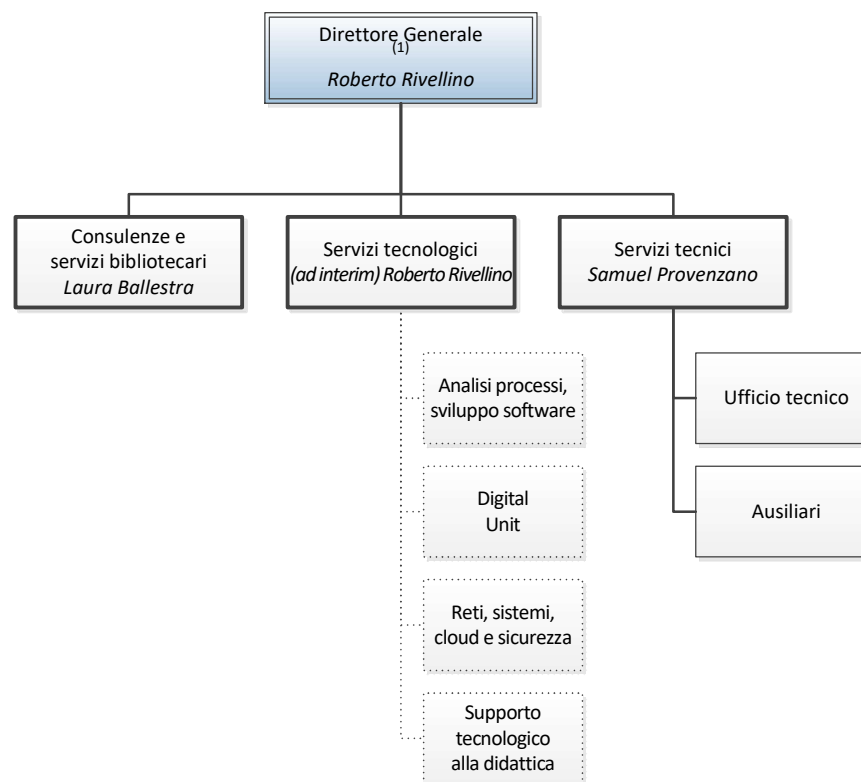 Direttore Generale
(1)
Roberto Rivellino
Consulenze e
servizi bibliotecari
Laura Ballestra
Servizi tecnologici
(ad interim) Roberto Rivellino
Servizi tecnici
Samuel Provenzano
Analisi processi,
sviluppo software
Digital
Unit
Reti, sistemi,
cloud e sicurezza
Supporto
tecnologico
alla didattica
Ufficio tecnico
Ausiliari